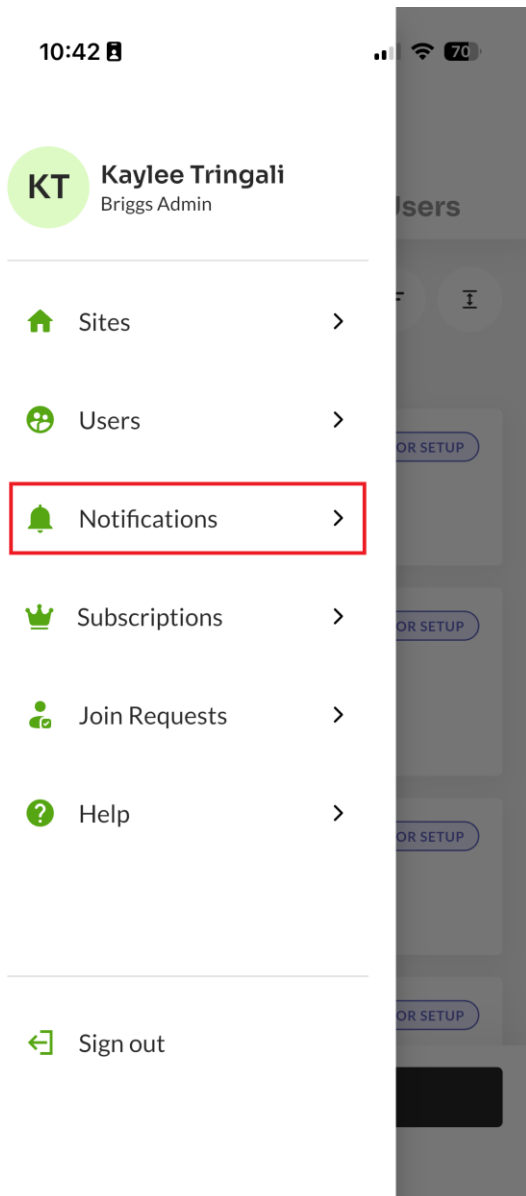 10:42
70
KT
Kaylee Tringali
Briggs Admin
Users
Sites
Users
OR SETUP
Notifications
Subscriptions
OR SETUP
Join Requests
Help
OR SETUP
OR SETUP
Sign out